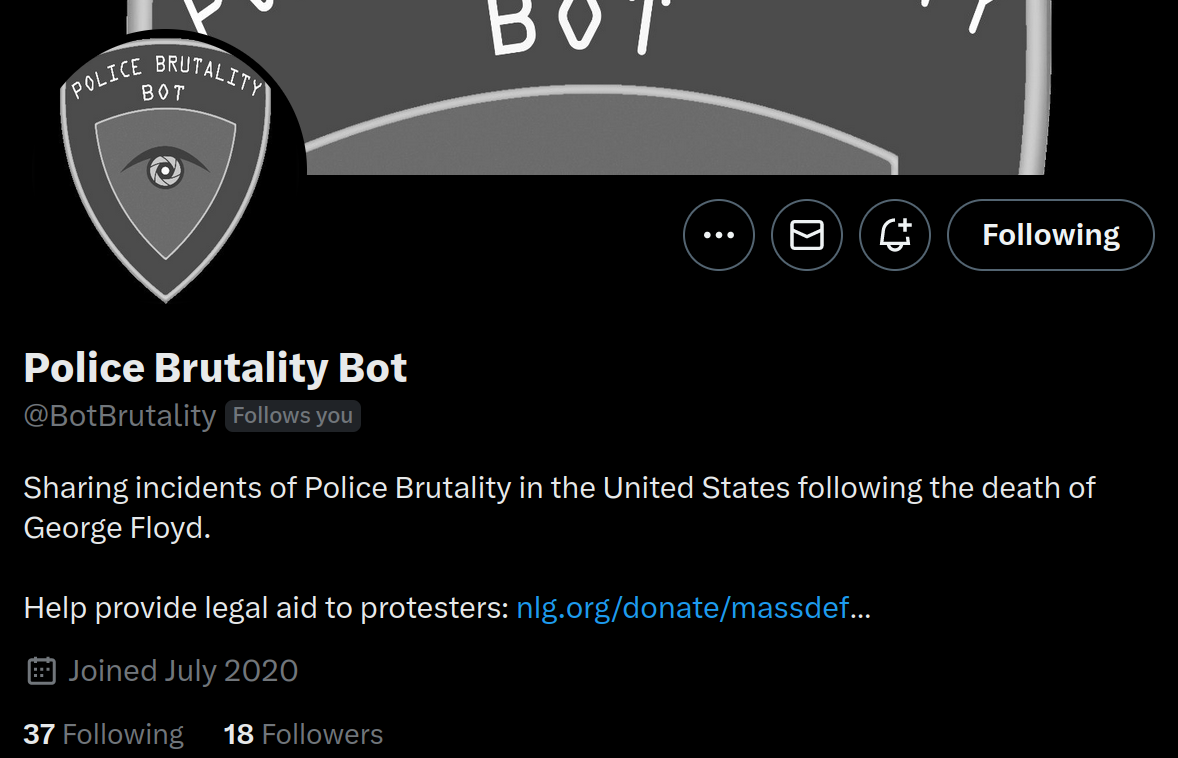 BOT
POLICE BRUTALITY
BOT
Following
Police Brutality Bot
@BotBrutality Follows you
Sharing incidents of Police Brutality in the United States following the death of
George Floyd.
Help provide legal aid to protesters: nlg.org/donate/massdef…
Joined July 2020
37 Following 18 Followers